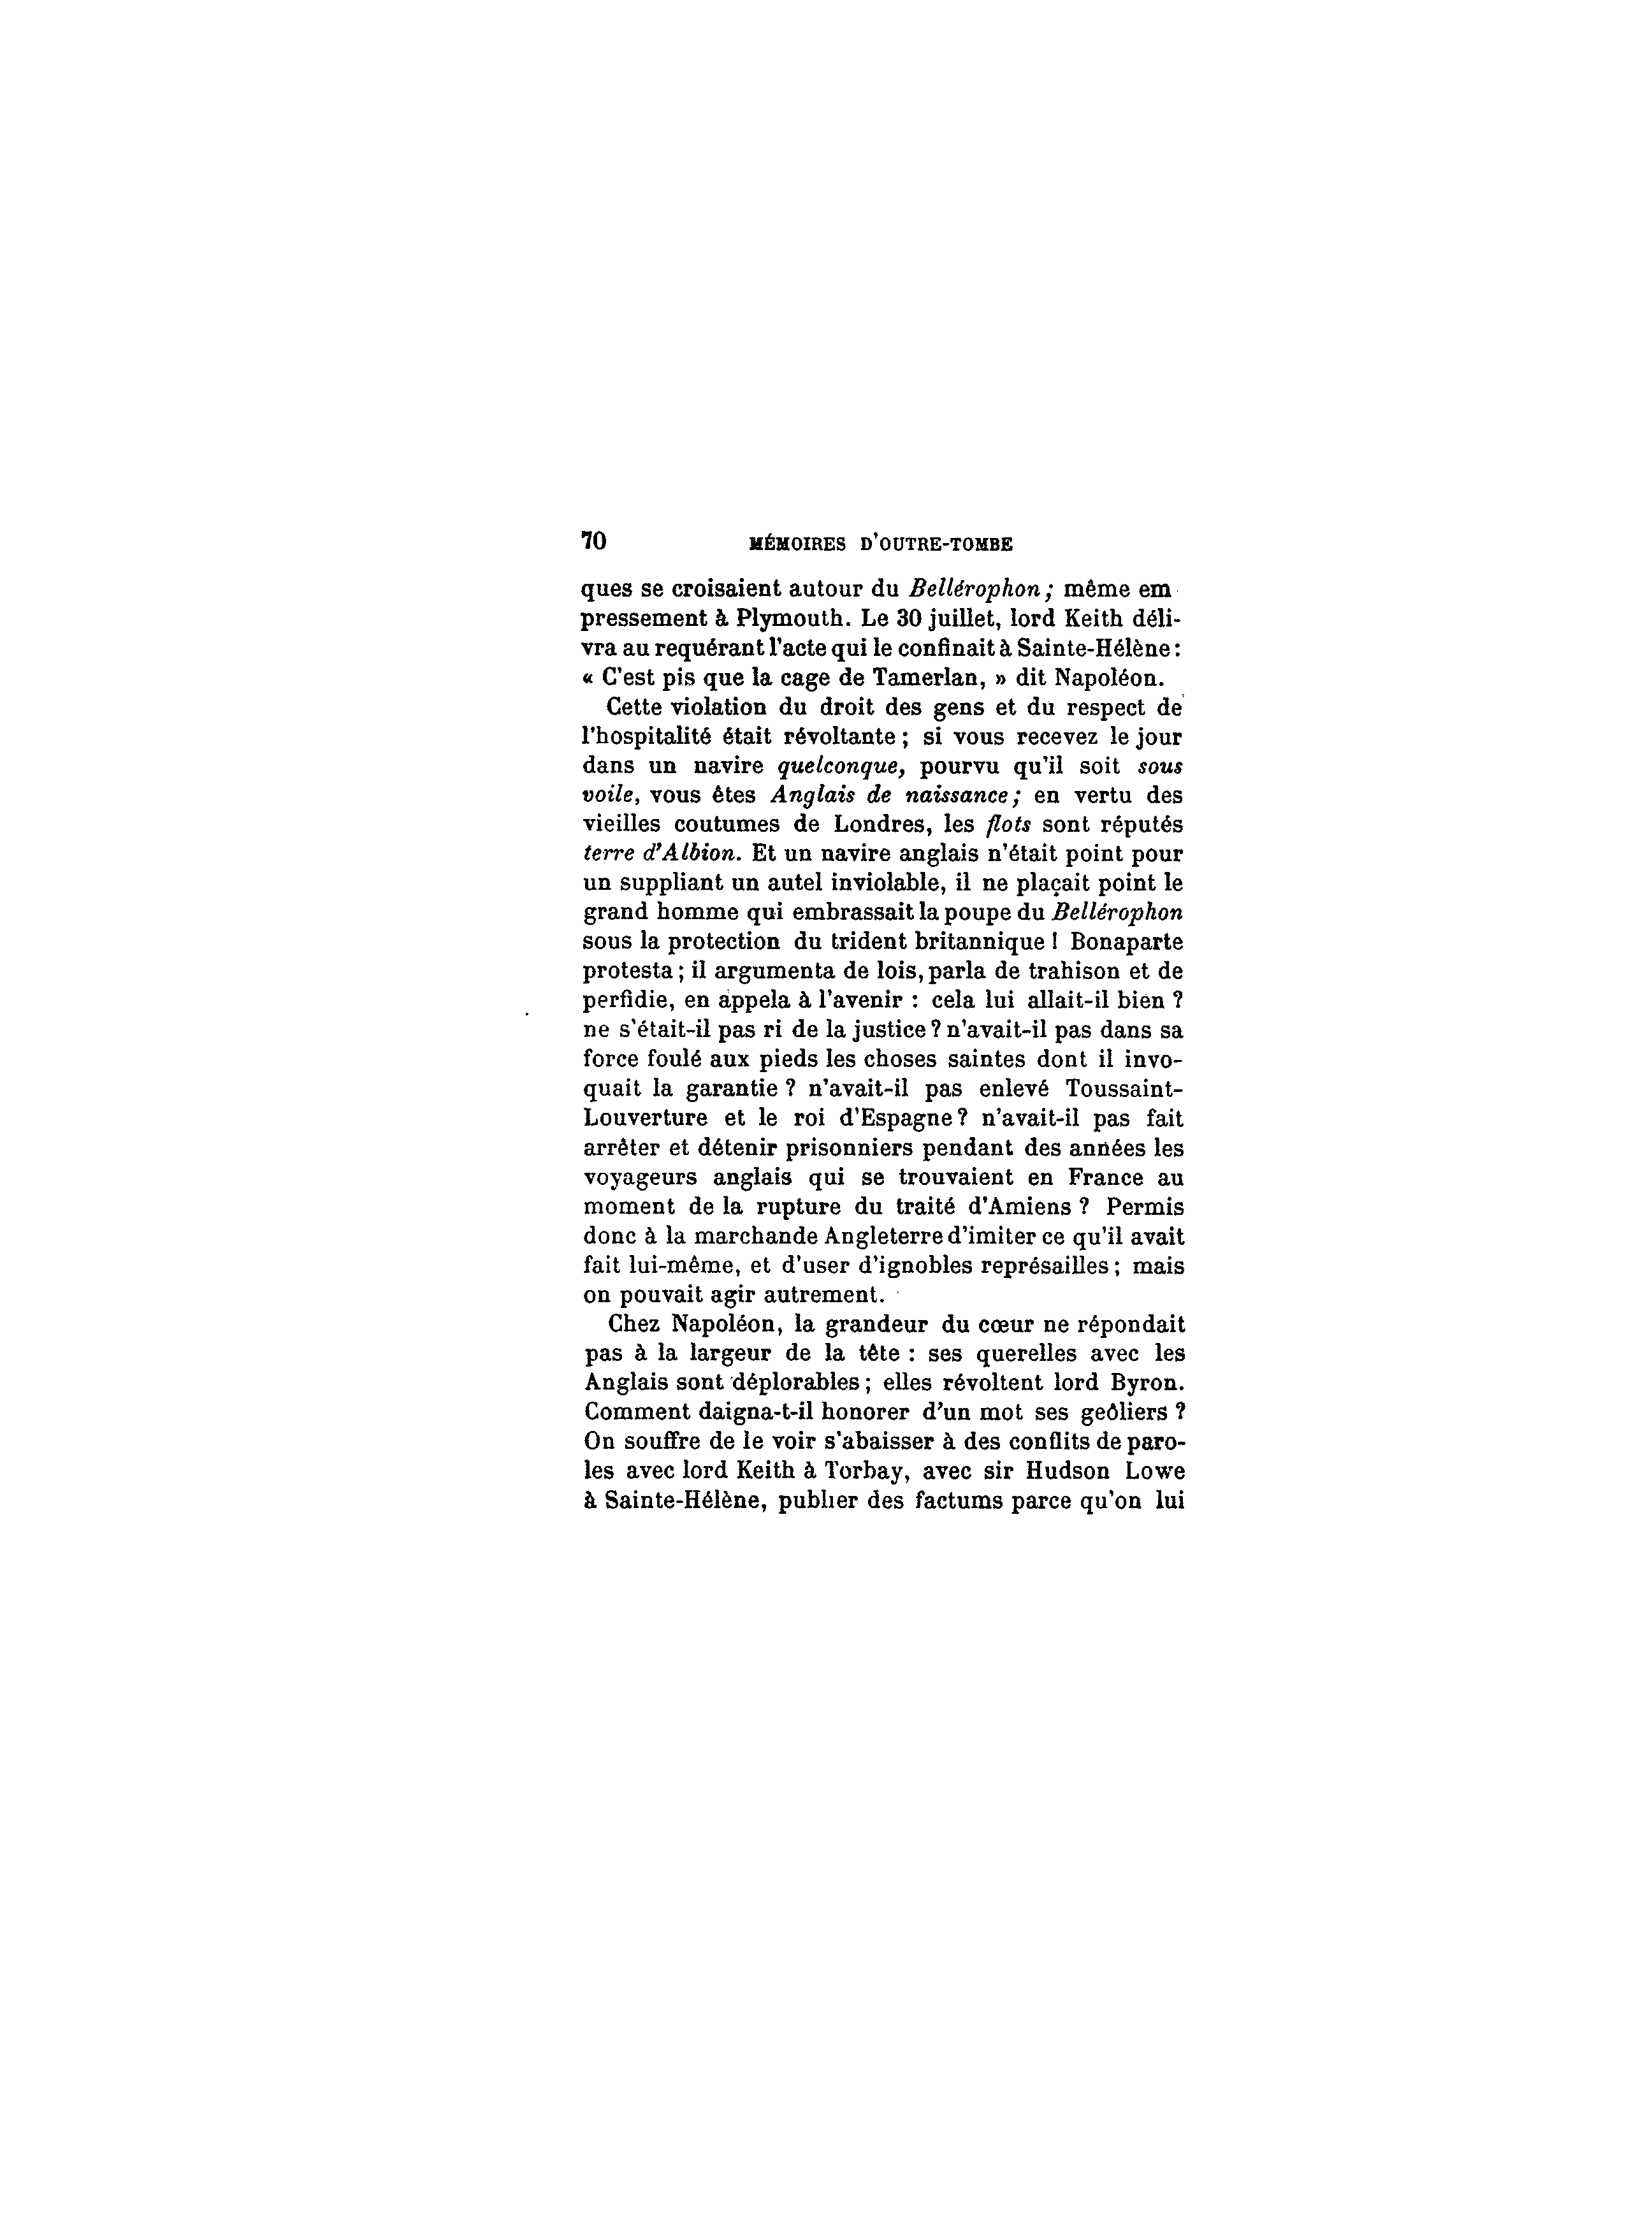 70 MÉMOIRES D'OUTRE-TOMBE
ques se croisaient autour du Bellérophon; même em
pressement à Plymouth. Le 30 juillet, lord Keith déli-
vra au requérant l'acte qui le confinait à Sainte-Hélène:
« C'est pis que la cage de Tamerlan, » dit Napoléon.
Cette violation du droit des gens et du respect de
l'hospitalité était révoltante; si vous recevez le jour
dans un navire quelconque, pourvu qu'il soit sous
voile, vous êtes Anglais de naissance; en vertu des
vieilles coutumes de Londres, les flots sont réputés
terre d'Albion. Et un navire anglais n'était point pour
un suppliant un autel inviolable, il ne plaçait point le
grand homme qui embrassait la poupe du Bellérophon
sous la protection du trident britannique ! Bonaparte
protesta; il argumenta de lois, parla de trahison et de
perfidie, en appela à l'avenir : cela lui allait-il bien ?
ne s'était-il pas ri de la justice ? n'avait-il pas dans sa
force foulé aux pieds les choses saintes dont il invo-
quait la garantie ? n'avait-il pas enlevé Toussaint-
Louverture et le roi d'Espagne ? n'avait-il pas fait
arrêter et détenir prisonniers pendant des années les
voyageurs anglais qui se trouvaient en France au
moment de la rupture du traité d'Amiens ? Permis
donc à la marchande Angleterre d'imiter ce qu'il avait
fait lui-même, et d'user d'ignobles représailles; mais
on pouvait agir autrement.
Chez Napoléon, la grandeur du cœur ne répondait
pas à la largeur de la tête : ses querelles avec les
Anglais sont déplorables; elles révoltent lord Byron.
Comment daigna-t-il honorer d'un mot ses geôliers ?
On souffre de le voir s'abaisser à des conflits de paro-
les avec lord Keith à Torbay, avec sir Hudson Lowe
à Sainte-Hélène, publier des factums parce qu'on lui